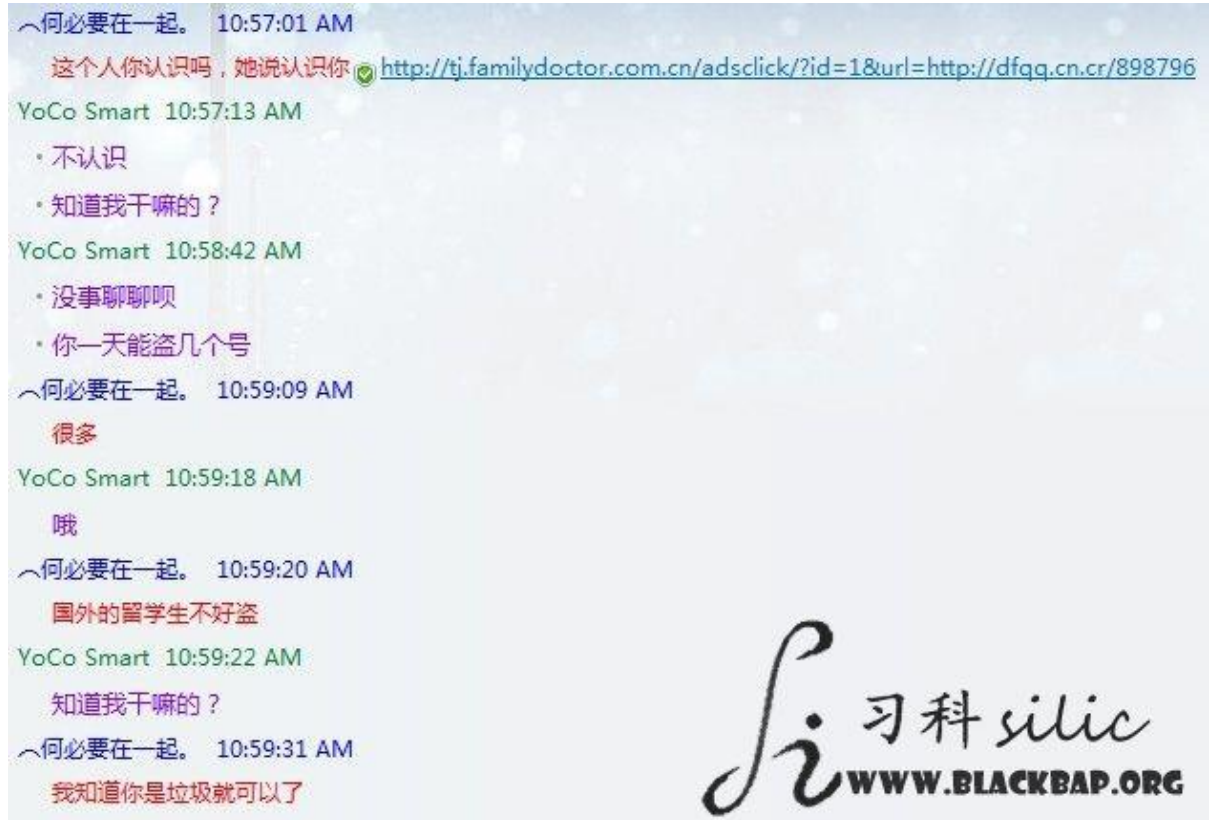 ︿何必要在一起。 10:57:01 AM
这个人你认识吗，她说认识你 http://tj.familydoctor.com.cn/adsclick/?id=1&url=http://dfqq.cn.cr/898796
YoCo Smart 10:57:13 AM
· 不认识
· 知道我干嘛的？
YoCo Smart 10:58:42 AM
· 没事聊聊呗
· 你一天能盗几个号
︿何必要在一起。 10:59:09 AM
很多
YoCo Smart 10:59:18 AM
哦
︿何必要在一起。 10:59:20 AM
国外的留学生不好盗
YoCo Smart 10:59:22 AM
知道我干嘛的？
︿何必要在一起。 10:59:31 AM
我知道你是垃圾就可以了
Si 习科 silic
WWW.BLACKBAP.ORG